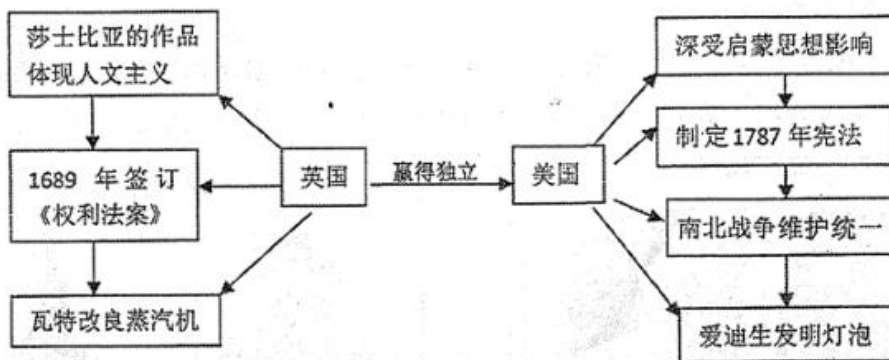 莎士比亚的作品
体现人文主义
1689 年签订
《权利法案》
瓦特改良蒸汽机
英国
赢得独立
美国
深受启蒙思想影响
制定1787年宪法
南北战争维护统一
爱迪生发明灯泡